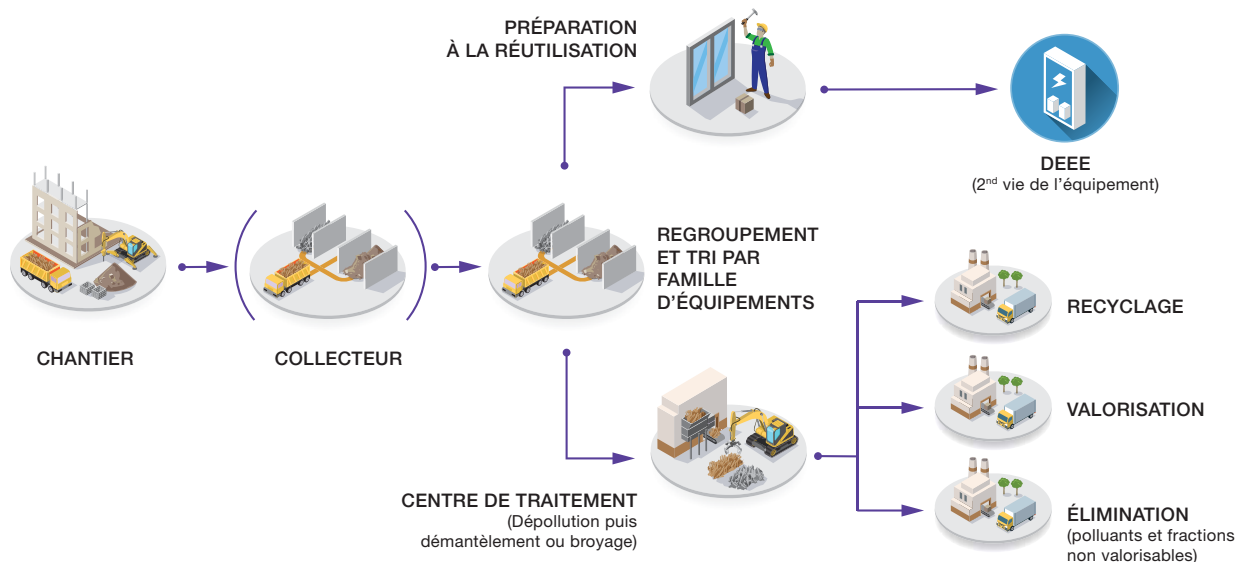 PRÉPARATION
À LA RÉUTILISATION
DEEE
(2nd vie de l’équipement)
CHANTIER
COLLECTEUR
REGROUPEMENT
ET TRI PAR
FAMILLE
D’ÉQUIPEMENTS
RECYCLAGE
VALORISATION
CENTRE DE TRAITEMENT
(Dépollution puis
démantèlement ou broyage)
ÉLIMINATION
(polluants et fractions
non valorisables)